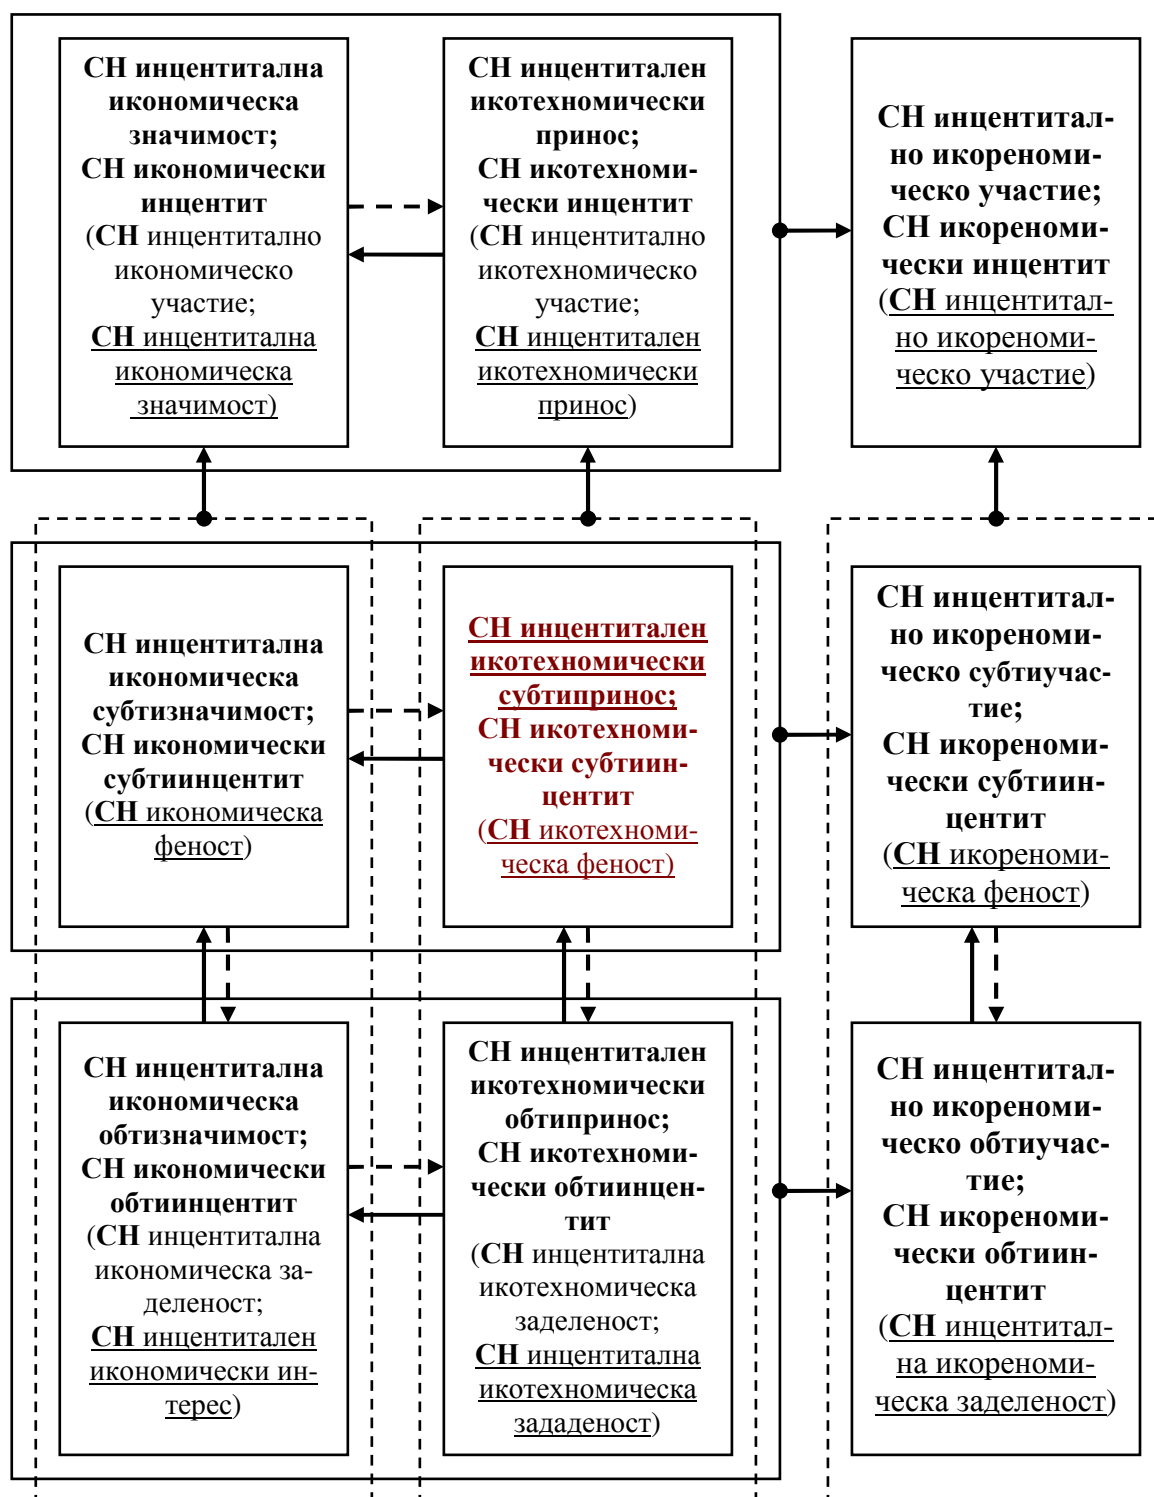 СН инцентитална
икономическа
значимост;
СН икономически
инцентит
(СН инцентитално
икономическо
участие;
СН инцентитална
икономическа
значимост)
СН инцентитален
икотехномически
принос;
СН икотехноми-
чески инцентит
(СН инцентитално
икотехномическо
участие;
СН инцентитален
икотехномически
принос)
СН инцентитал-
но икореноми-
ческо участие;
СН икореноми-
чески инцентит
(СН инцентитал-
но икореноми-
ческо участие)
СН инцентитална
икономическа
субтизначимост;
СН икономически
субтиинцентит
(СН икономическа
феност)
СН инцентитален
икотехномически
субтипринос;
СН икотехноми-
чески субтиин-
центит
(СН икотехноми-
ческа феност)
СН инцентитал-
но икореноми-
ческо субтиучас-
тие;
СН икореноми-
чески субтиин-
центит
(СН икореноми-
ческа феност)
СН инцентитална
икономическа
обтизначимост;
СН икономически
обтиинцентит
(СН инцентитална
икономическа за-
деленост;
СН инцентитален
икономически ин-
терес)
СН инцентитален
икотехномически
обтипринос;
СН икотехноми-
чески обтиинцен-
тит
(СН инцентитална
икотехномическа
заделеност;
СН инцентитална
икотехномическа
зададеност)
СН инцентитал-
но икореноми-
ческо обтиучас-
тие;
СН икореноми-
чески обтиин-
центит
(СН инцентитал-
на икореноми-
ческа заделеност)